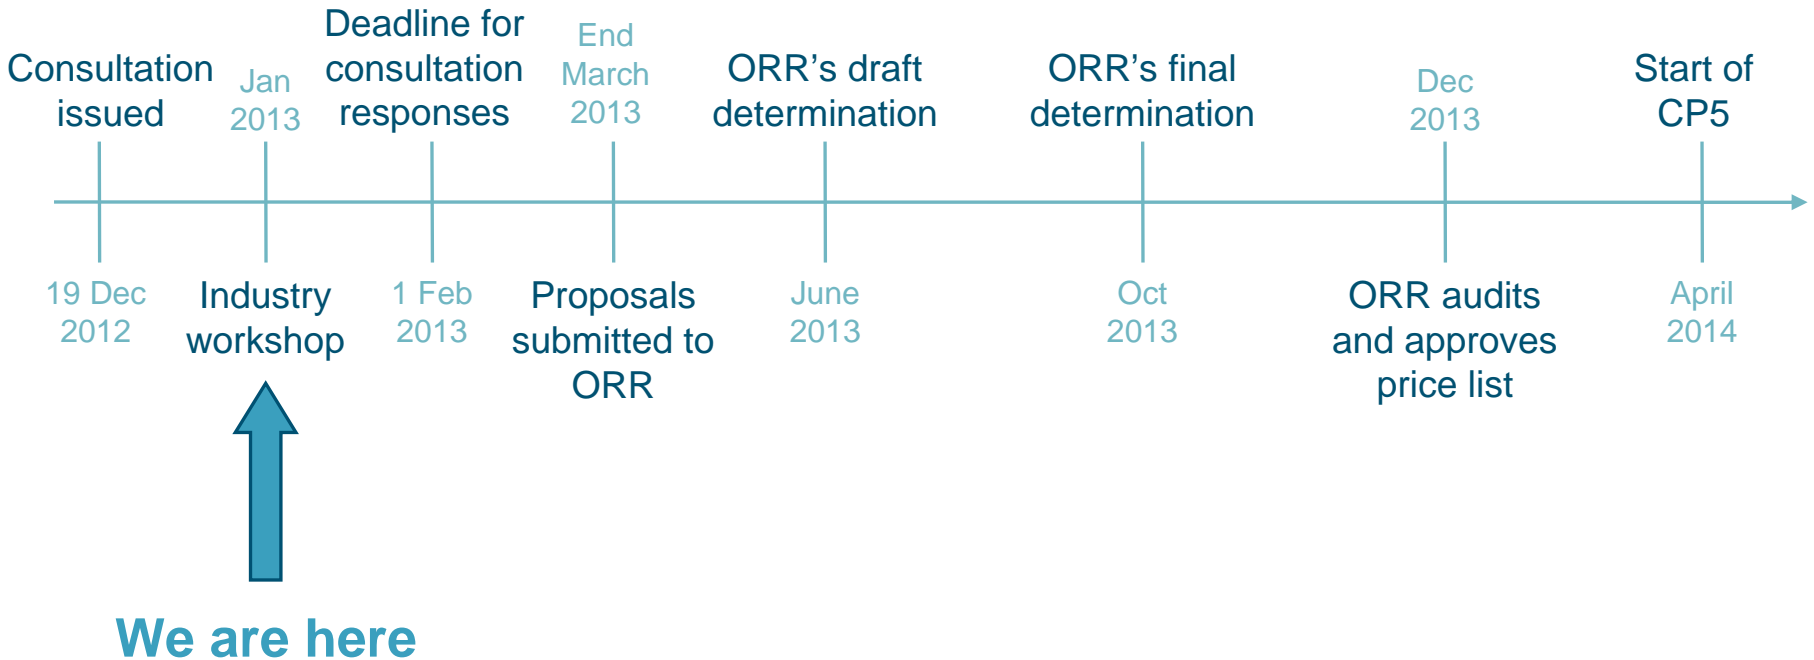 Consultation
issued
Jan
2013
Deadline for
consultation
responses
End
March
2013
ORR’s draft
determination
ORR’s final
determination
Dec
2013
Start of
CP5
19 Dec
2012
Industry
workshop
1 Feb
2013
Proposals
submitted to
ORR
June
2013
Oct
2013
ORR audits
and approves
price list
April
2014
We are here